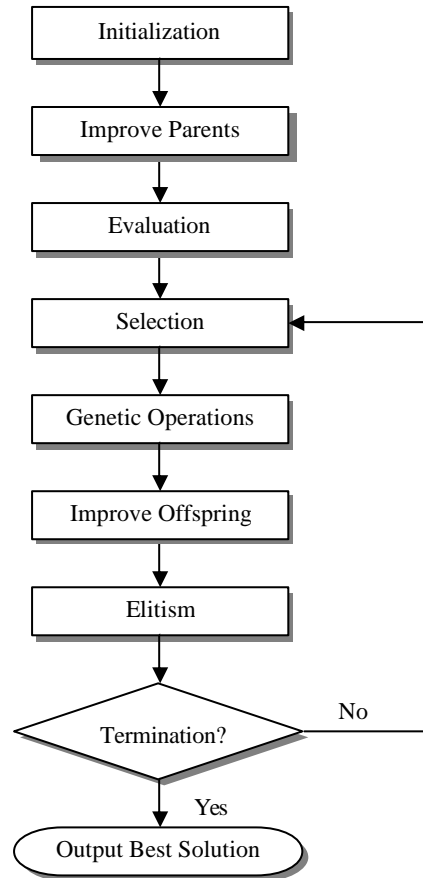 Initialization
Improve Parents
Evaluation
Selection
Genetic Operations
Improve Offspring
Elitism
Termination?
No
Yes
Output Best Solution